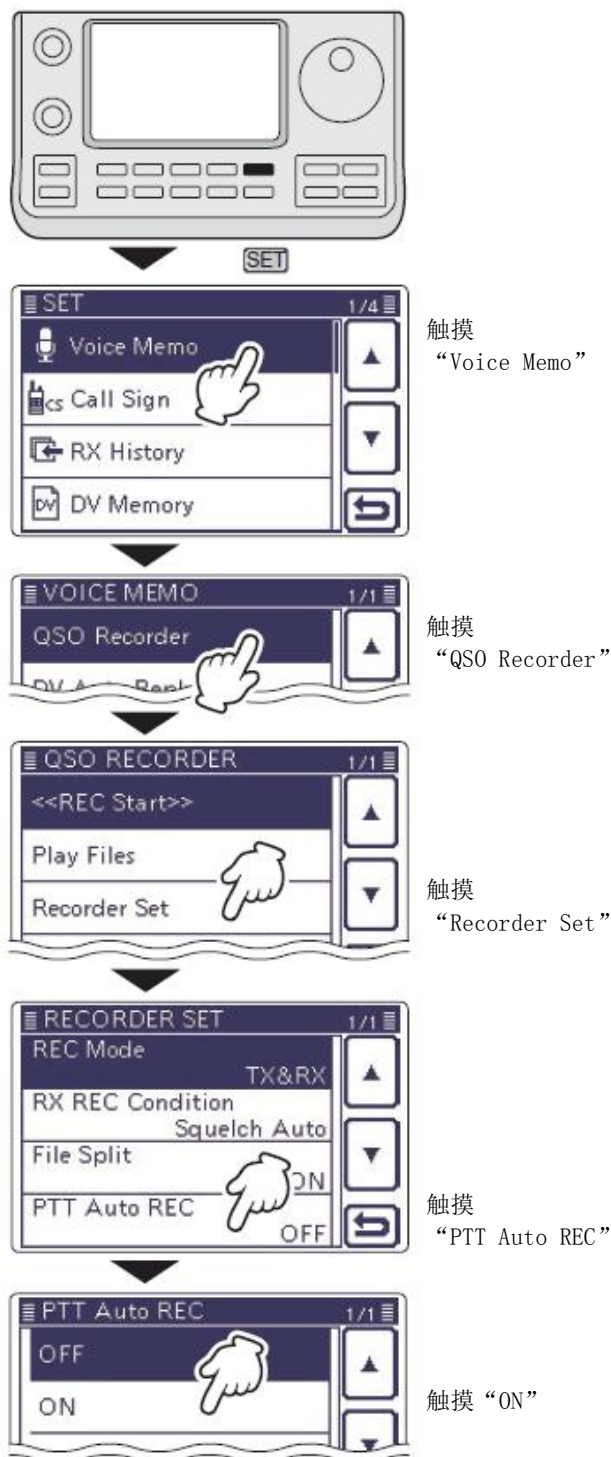 SET
SET 1/4
触摸
“Voice Memo”
Voice Memo
CS Call Sign
RX History
DV DV Memory
VOICE MEMO 1/1
触摸
“QSO Recorder”
QSO Recorder
QSO RECORDER 1/1
<<REC Start>>
Play Files
Recorder Set
触摸
“Recorder Set”
RECORDER SET 1/1
REC Mode
TX&RX
RX REC Condition
Squelch Auto
File Split
ON
PTT Auto REC
OFF
触摸
“PTT Auto REC”
PTT Auto REC 1/1
OFF
ON
触摸“ON”